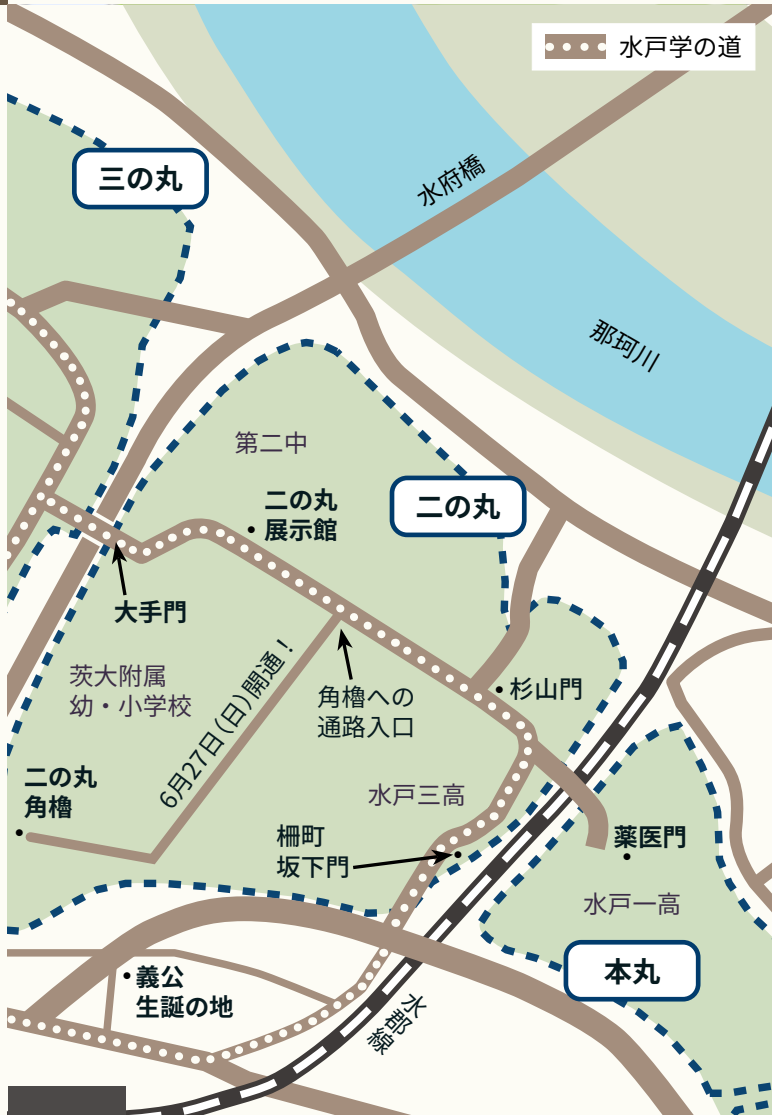 水戸学の道
三の丸
水府橋
那珂川
第二中
二の丸
展示館
二の丸
大手門
茨大附属
幼・小学校
6月27日(日)開通！
角櫓への
通路入口
杉山門
二の丸
角櫓
水戸三高
柵町
坂下門
薬医門
水戸一高
本丸
義公
生誕の地
水郡線